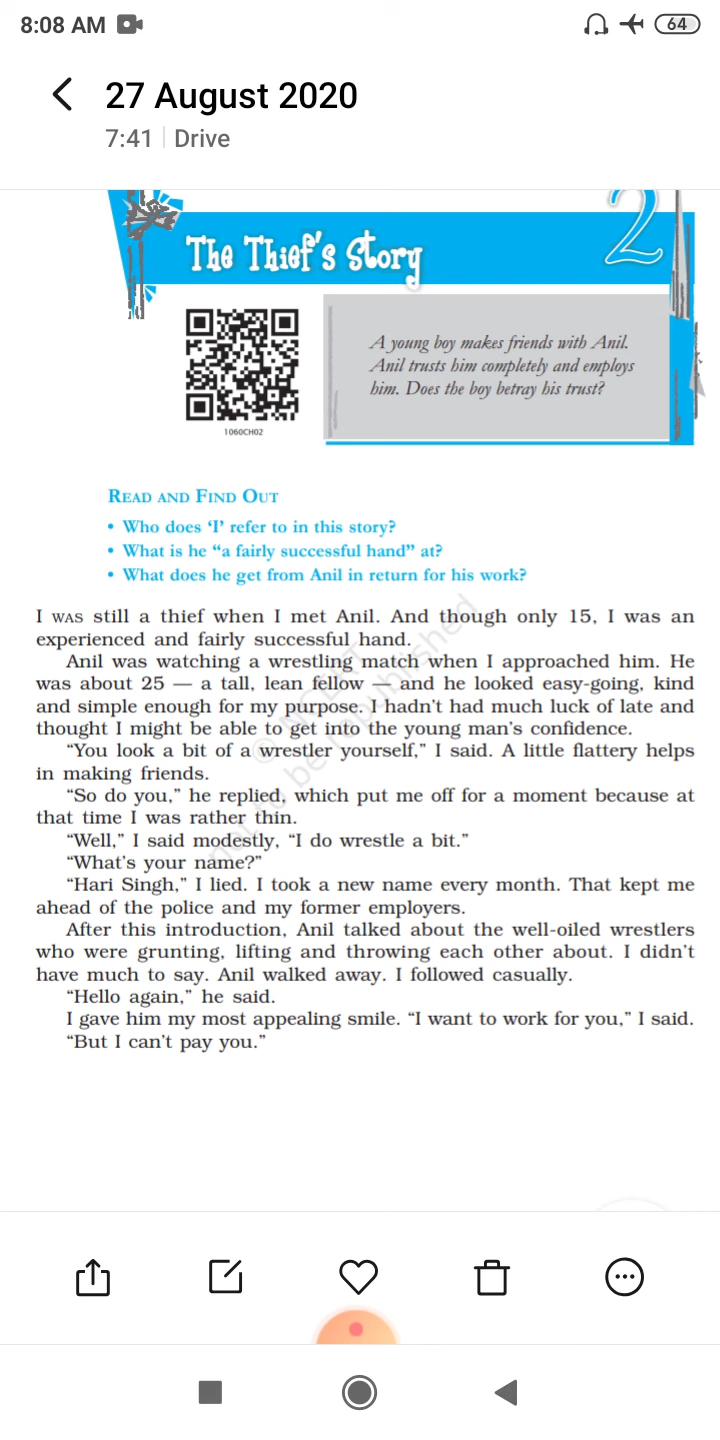 8:08 AM
64
27 August 2020
7:41 | Drive
2
The Thief's Story
A young boy makes friends with Anil.
Anil trusts him completely and employs
him. Does the boy betray his trust?
1060CH02
READ AND FIND OUT
• Who does ‘I’ refer to in this story?
• What is he “a fairly successful hand” at?
• What does he get from Anil in return for his work?
I WAS still a thief when I met Anil. And though only 15, I was an
experienced and fairly successful hand.
Anil was watching a wrestling match when I approached him. He
was about 25 — a tall, lean fellow — and he looked easy-going, kind
and simple enough for my purpose. I hadn’t had much luck of late and
thought I might be able to get into the young man’s confidence.
“You look a bit of a wrestler yourself,” I said. A little flattery helps
in making friends.
“So do you,” he replied, which put me off for a moment because at
that time I was rather thin.
“Well,” I said modestly, “I do wrestle a bit.”
“What’s your name?”
“Hari Singh,” I lied. I took a new name every month. That kept me
ahead of the police and my former employers.
After this introduction, Anil talked about the well-oiled wrestlers
who were grunting, lifting and throwing each other about. I didn’t
have much to say. Anil walked away. I followed casually.
“Hello again,” he said.
I gave him my most appealing smile. “I want to work for you,” I said.
“But I can’t pay you.”
© NCERT
not to be republished